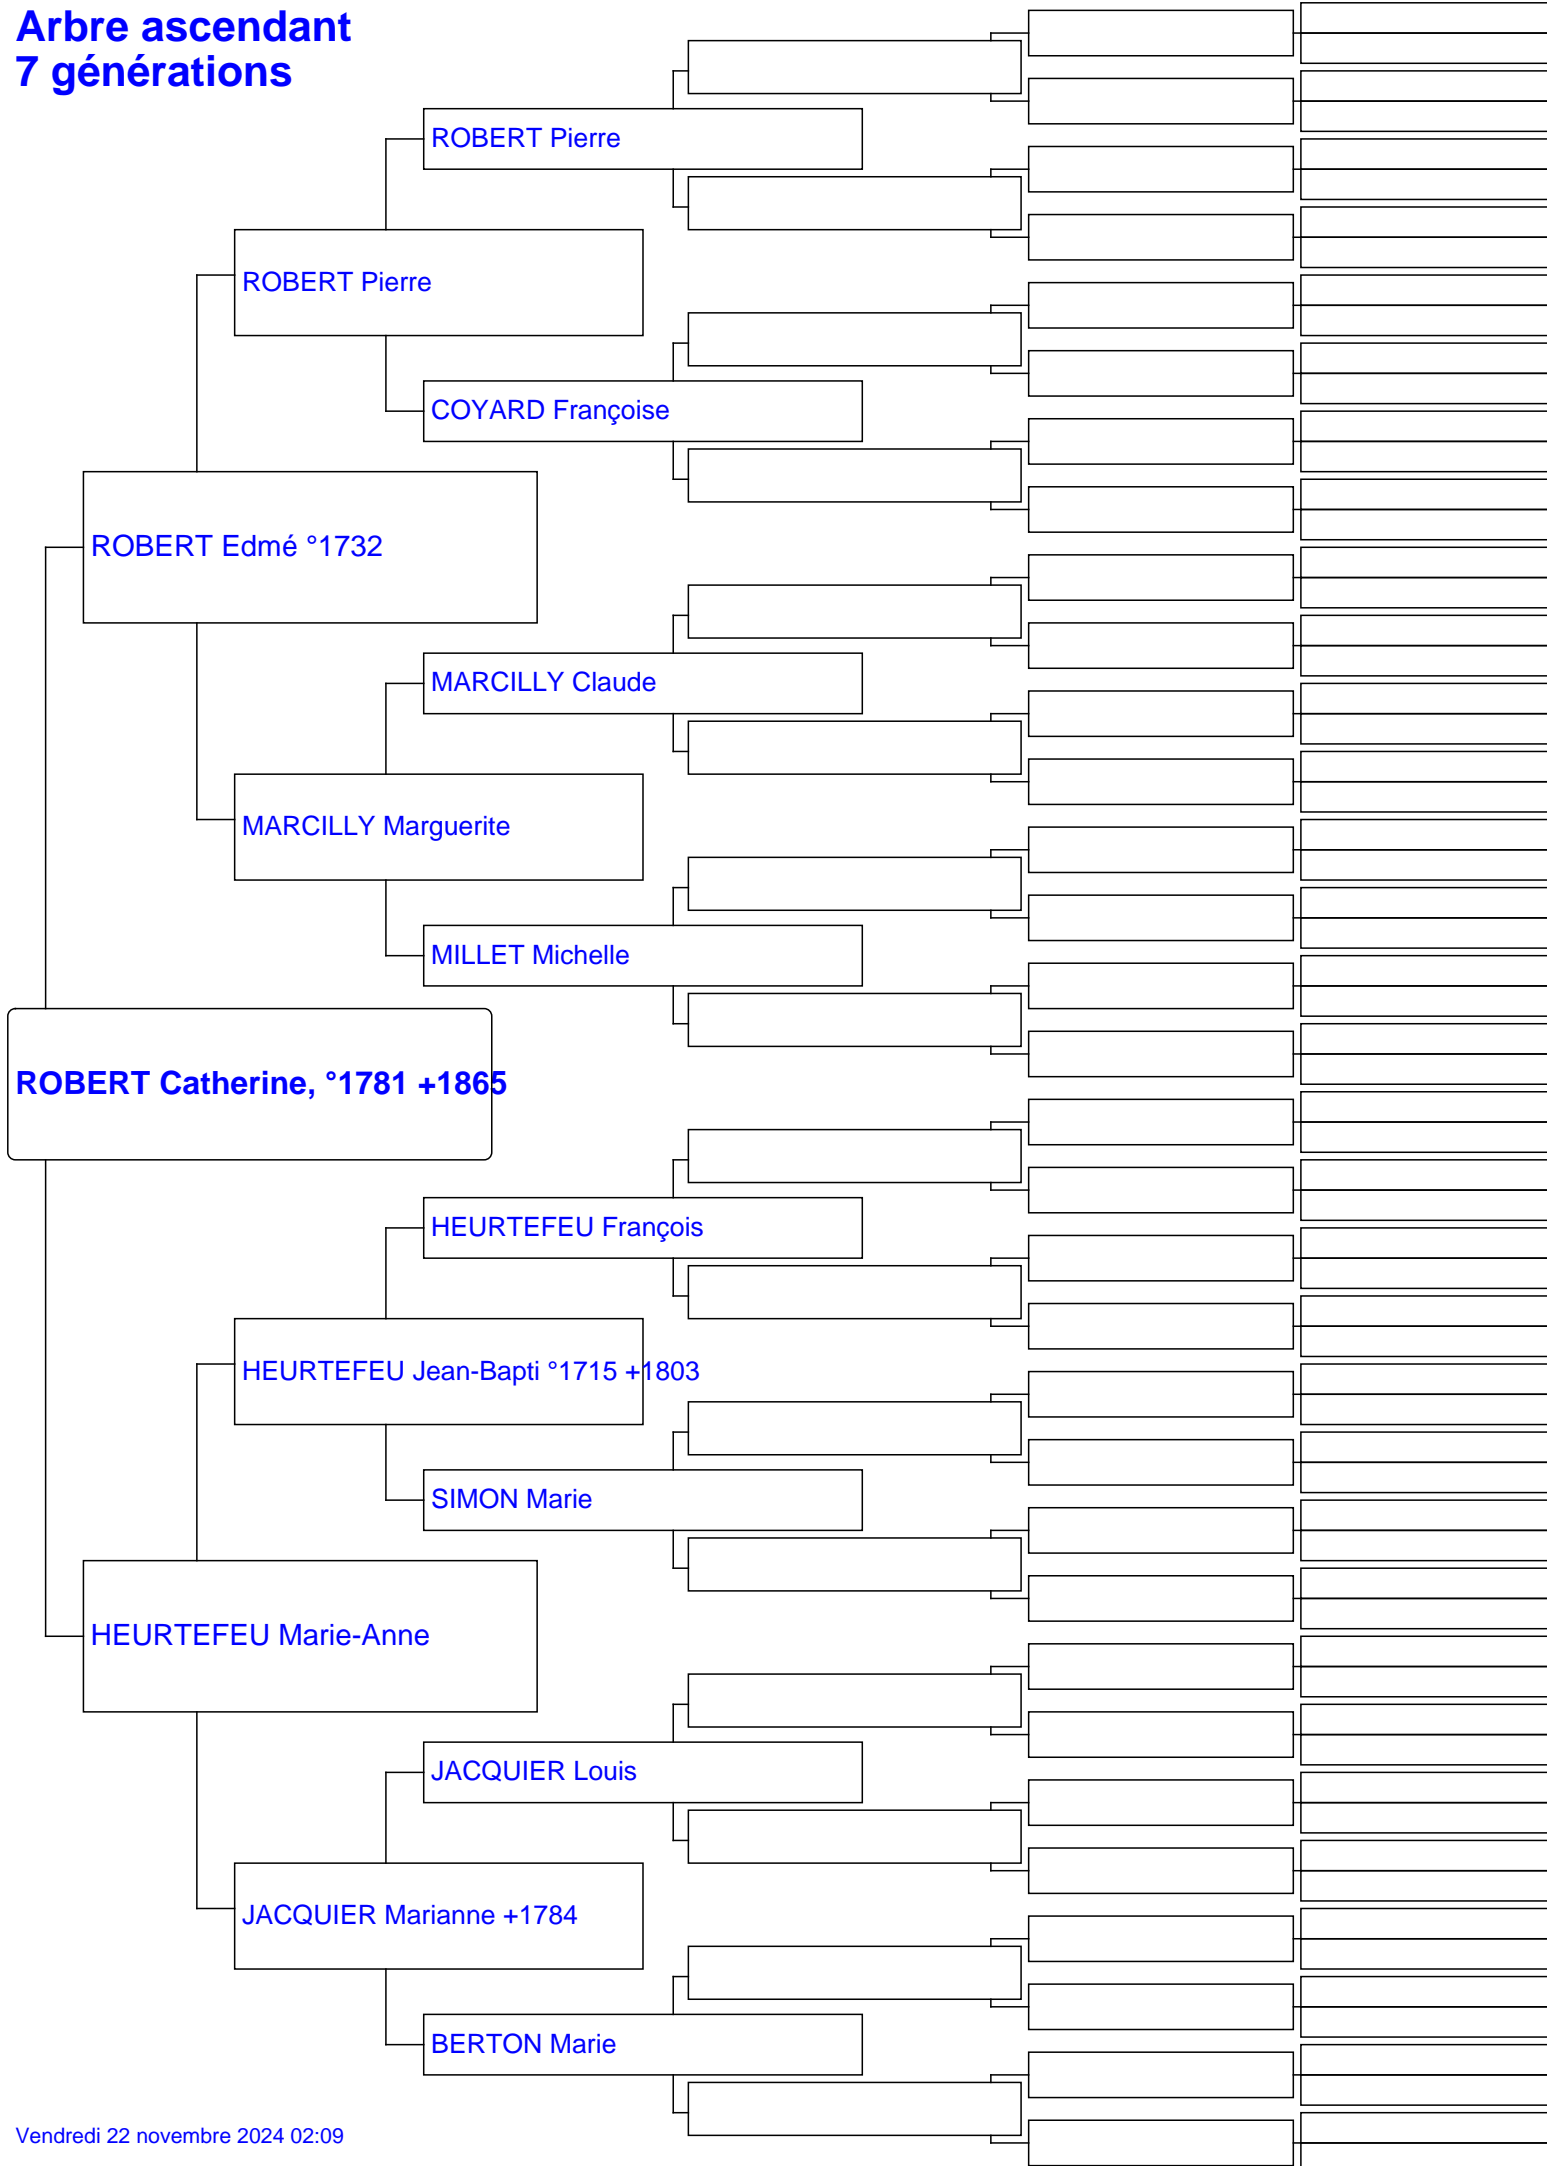 Arbre ascendant
7 générations
ROBERT Pierre
ROBERT Pierre
COYARD Françoise
ROBERT Edmé °1732
MARCILLY Claude
MARCILLY Marguerite
MILLET Michelle
ROBERT Catherine, °1781 +1865
HEURTEFEU François
HEURTEFEU Jean-Bapti °1715 +1803
SIMON Marie
HEURTEFEU Marie-Anne
JACQUIER Louis
JACQUIER Marianne +1784
BERTON Marie
Vendredi 22 novembre 2024 02:09